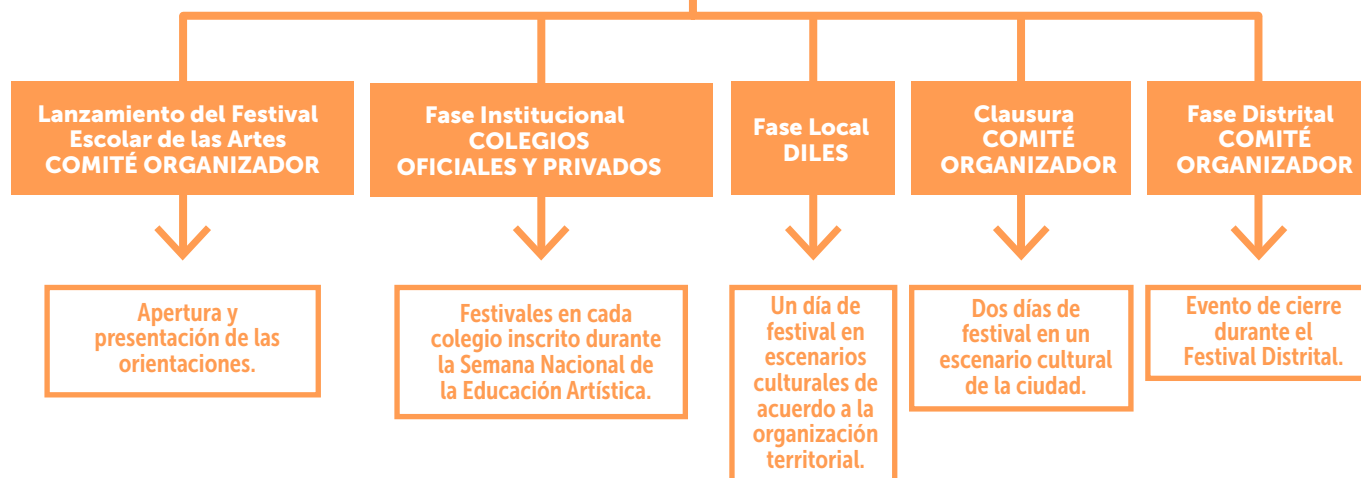 Lanzamiento del Festival
Escolar de las Artes
COMITÉ ORGANIZADOR
Apertura y
presentación de las
orientaciones.
Fase Institucional
COLEGIOS
OFICIALES Y PRIVADOS
Festivales en cada
colegio inscrito durante
la Semana Nacional de
la Educación Artística.
Fase Local
DILES
Un día de
festival en
escenarios
culturales de
acuerdo a la
organización
territorial.
Clausura
COMITÉ
ORGANIZADOR
Dos días de
festival en un
escenario cultural
de la ciudad.
Fase Distrital
COMITÉ
ORGANIZADOR
Evento de cierre
durante el
Festival Distrital.